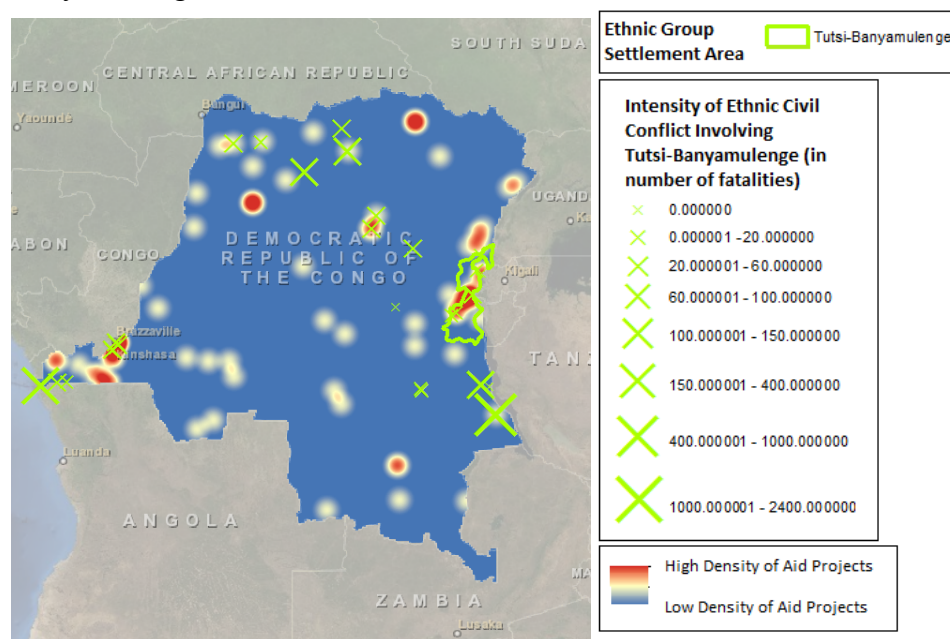 SOUTH SUDA
CENTRAL AFRICAN REPUBLIC
MEROON
Bangui
Yaoundé
UGAND
ABON
CONGO
DEMOCRATIC
REPUBLIC OF
THE CONGO
Kigali
Brazzaville
Kinshasa
TANZ
Luanda
ANGOLA
ZAMBIA
MA
Lusaka
Ethnic Group
Settlement Area
Tutsi-Banyamulenge
Intensity of Ethnic Civil
Conflict Involving
Tutsi-Banyamulenge (in
number of fatalities)
0.000000
0.000001 - 20.000000
20.000001 - 60.000000
60.000001 - 100.000000
100.000001 - 150.000000
150.000001 - 400.000000
400.000001 - 1000.000000
1000.000001 - 2400.000000
High Density of Aid Projects
Low Density of Aid Projects